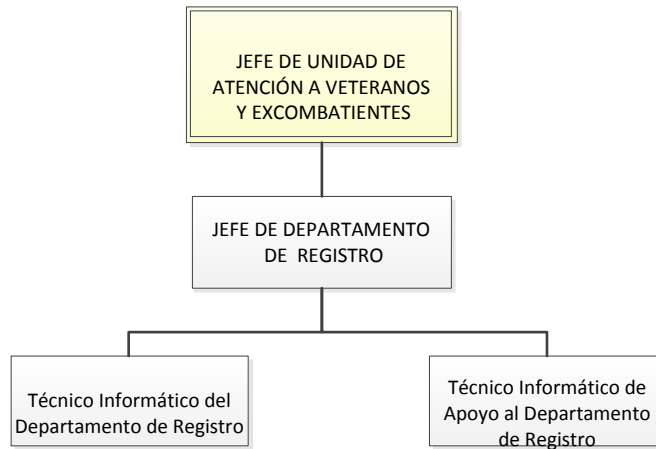 JEFE DE UNIDAD DE
ATENCIÓN A VETERANOS
Y EXCOMBATIENTES
JEFE DE DEPARTAMENTO
DE REGISTRO
Técnico Informático del
Departamento de Registro
Técnico Informático de
Apoyo al Departamento
de Registro